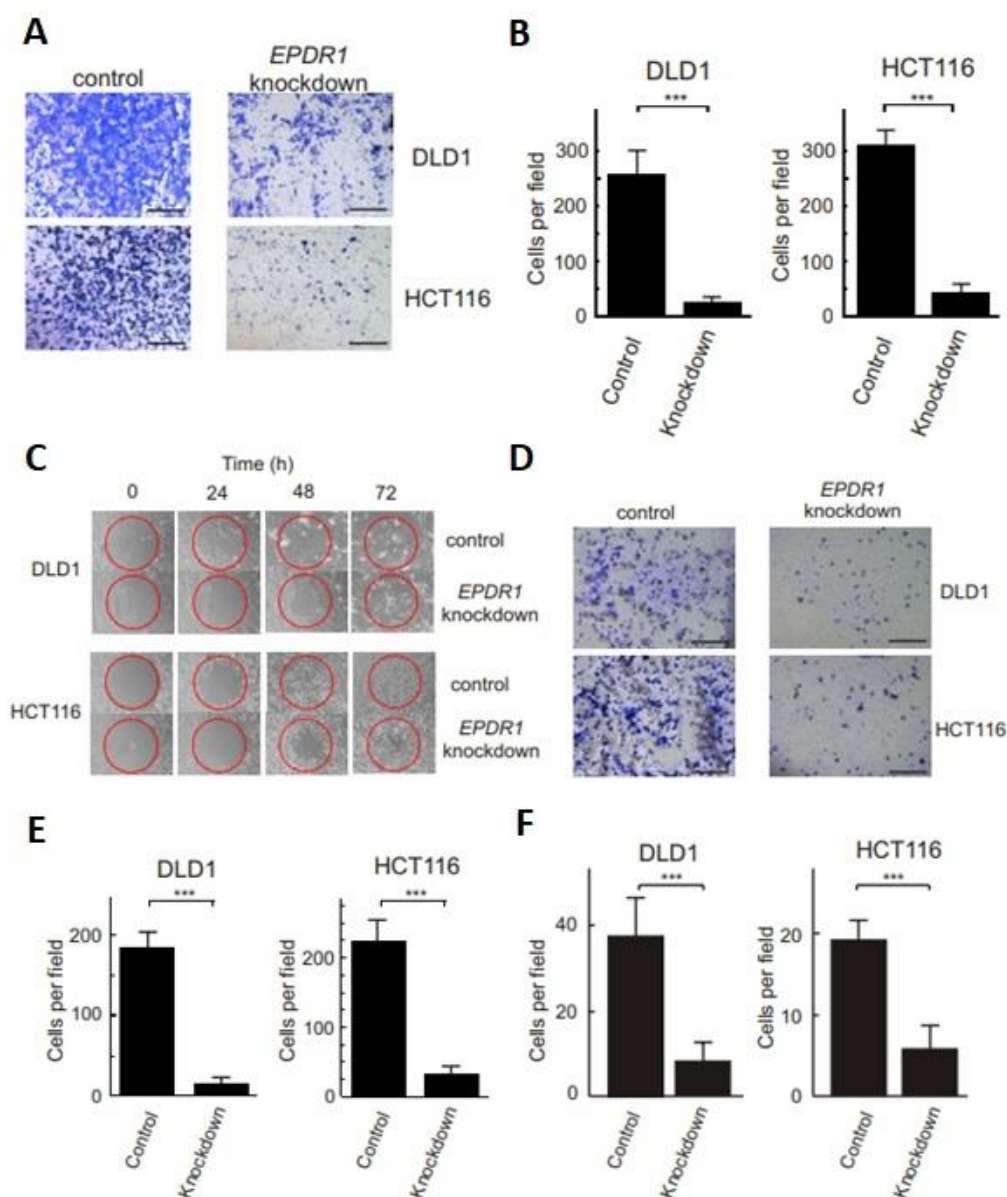 A
control
EPDR1
knockdown
DLD1
HCT116
B
DLD1
HCT116
***
***
Cells per field
300
200
100
0
Control
Knockdown
Cells per field
300
200
100
0
Control
Knockdown
C
Time (h)
0 24 48 72
DLD1
control
EPDR1
knockdown
HCT116
control
EPDR1
knockdown
D
control
EPDR1
knockdown
DLD1
HCT116
E
DLD1
***
Cells per field
200
100
0
Control
Knockdown
HCT116
***
Cells per field
200
100
0
Control
Knockdown
F
DLD1
***
Cells per field
40
20
0
Control
Knockdown
HCT116
***
Cells per field
20
10
0
Control
Knockdown